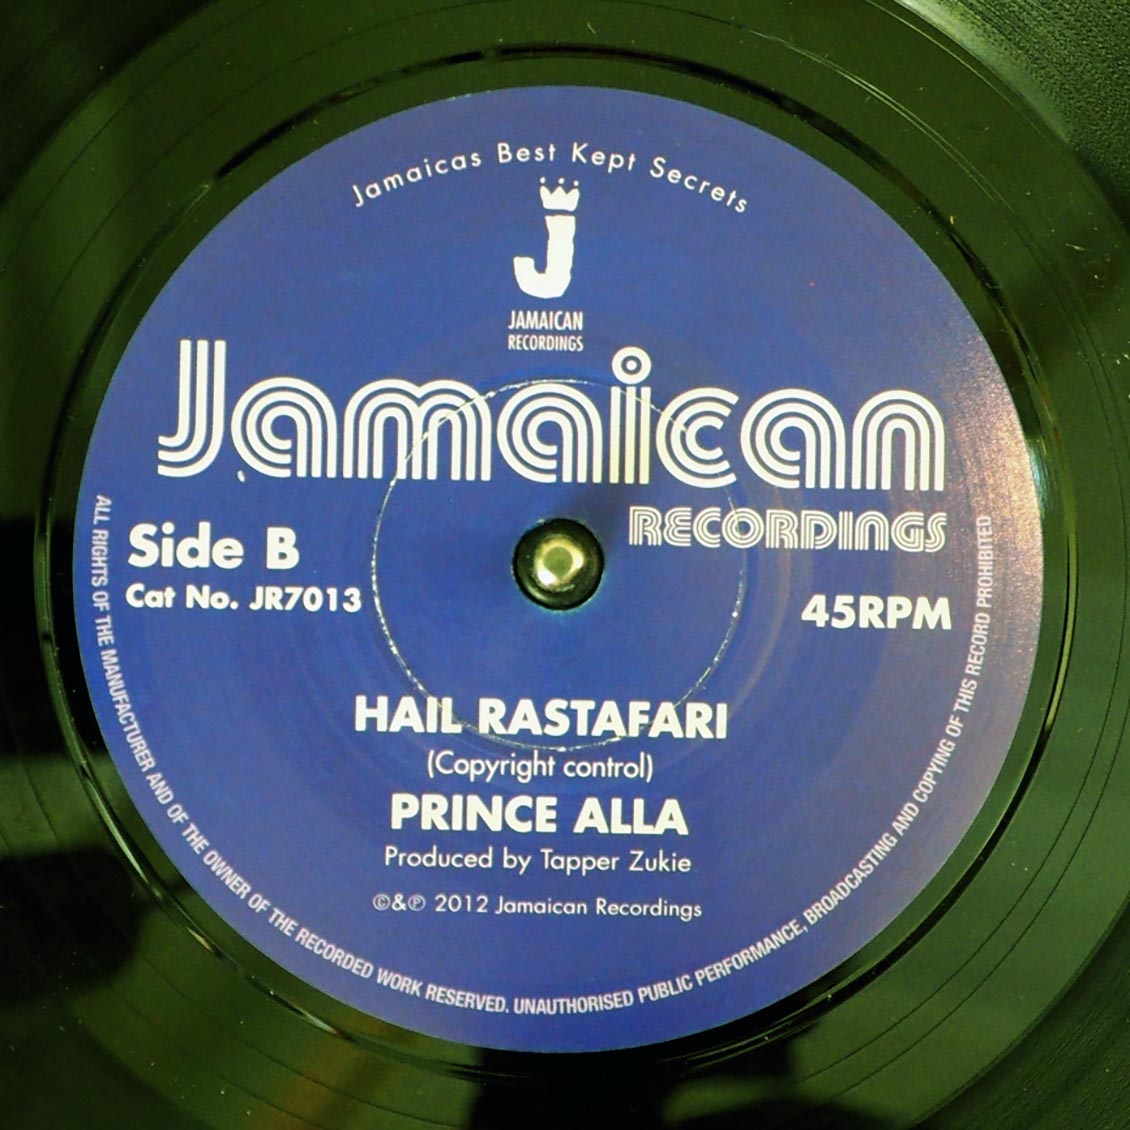 Jamaicas Best Kept Secrets
J
JAMAICAN
RECORDINGS
Jamaican
RECORDINGS
Side B
Cat No. JR7013
45RPM
HAIL RASTAFARI
(Copyright control)
PRINCE ALLA
Produced by Tapper Zukie
©&℗ 2012 Jamaican Recordings
ALL RIGHTS OF THE MANUFACTURER AND OF THE OWNER OF THE RECORDED WORK RESERVED. UNAUTHORISED PUBLIC PERFORMANCE, BROADCASTING AND COPYING OF THIS RECORD PROHIBITED